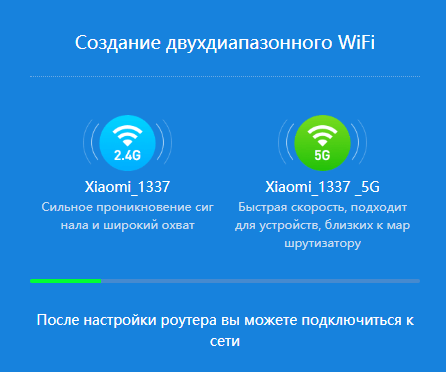 Создание двухдиапазонного WiFi
2.4G
5G
Xiaomi_1337
Xiaomi_1337 _5G
Сильное проникновение сиг
нала и широкий охват
Быстрая скорость, подходит
для устройств, близких к мар
шрутизатору
После настройки роутера вы можете подключиться к
сети